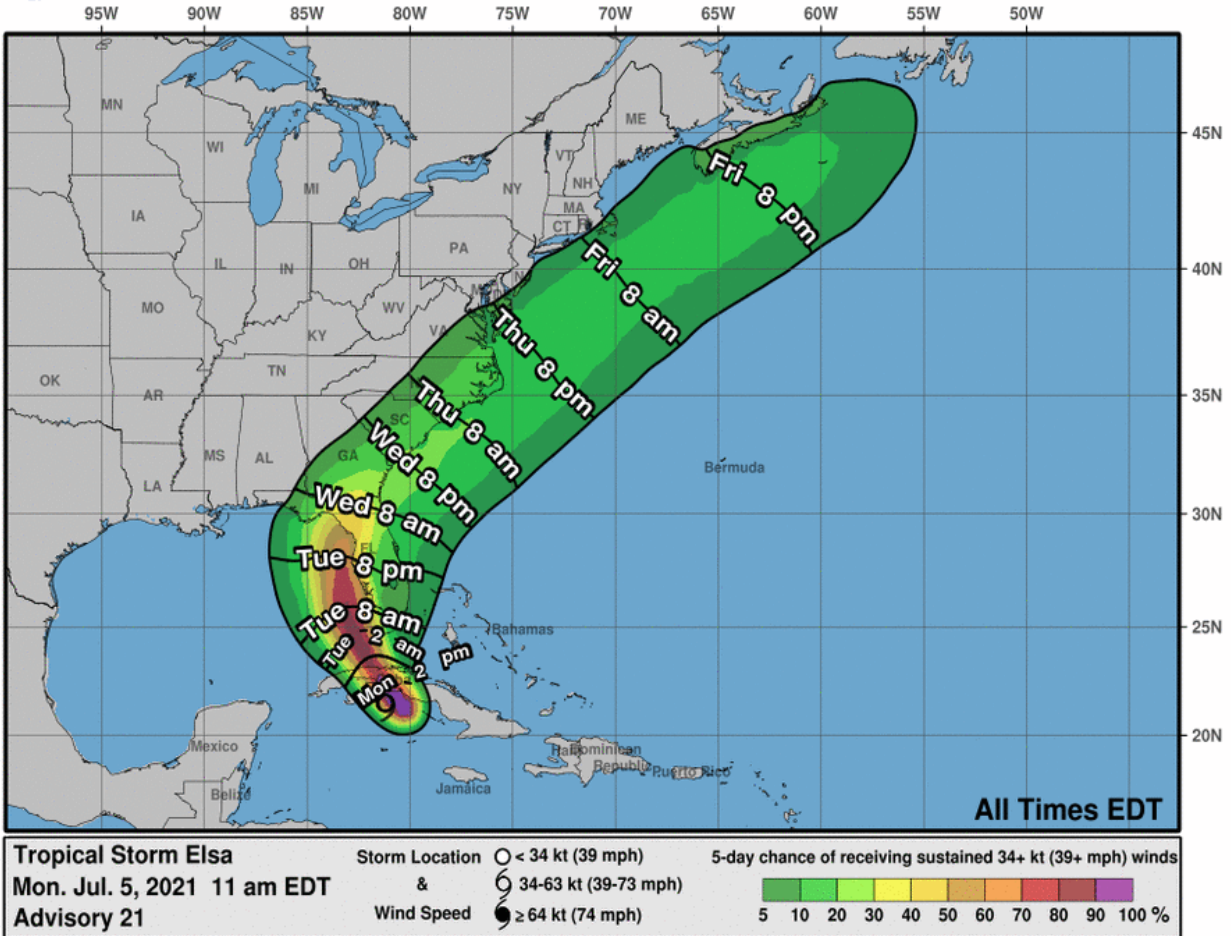 95W 90W 85W 80W 75W 70W 65W 60W 55W 50W
MN
ME
45W
WI
VT
MI
NH
NY
MA
CT
IA
PA
IL IN OH
40N
MO
WV
KY
VA
TN
OK
AR
35N
SC
MS AL GA
LA
Bermuda
30N
FL
25N
Bahamas
20N
Mexico
Dominican
Republic
Puerto Rico
Jamaica
Belize
Fri 8 pm
Fri 8 am
Thu 8 pm
Thu 8 am
Wed 8 pm
Wed 8 am
Tue 8 pm
Tue 8 am
Tue 2 am
Mon 2 pm
All Times EDT
Tropical Storm Elsa
Mon. Jul. 5, 2021 11 am EDT
Advisory 21
Storm Location
&
Wind Speed
< 34 kt (39 mph)
34-63 kt (39-73 mph)
≥ 64 kt (74 mph)
5-day chance of receiving sustained 34+ kt (39+ mph) winds
5 10 20 30 40 50 60 70 80 90 100 %